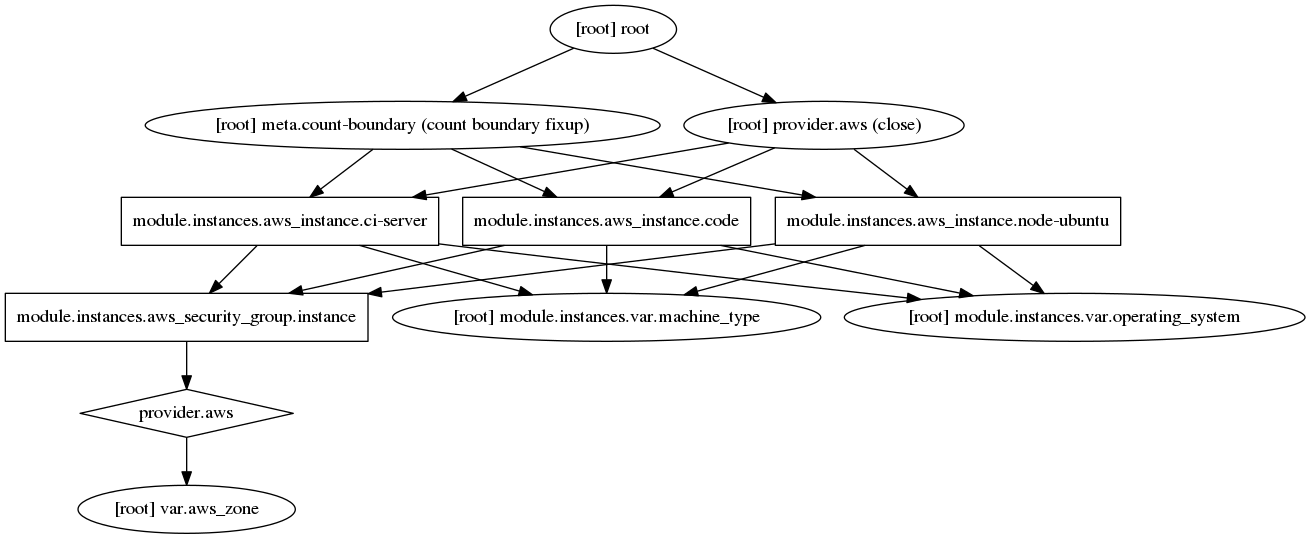 [root] root
[root] meta.count-boundary (count boundary fixup)
[root] provider.aws (close)
module.instances.aws_instance.ci-server
module.instances.aws_instance.code
module.instances.aws_instance.node-ubuntu
module.instances.aws_security_group.instance
[root] module.instances.var.machine_type
[root] module.instances.var.operating_system
provider.aws
[root] var.aws_zone